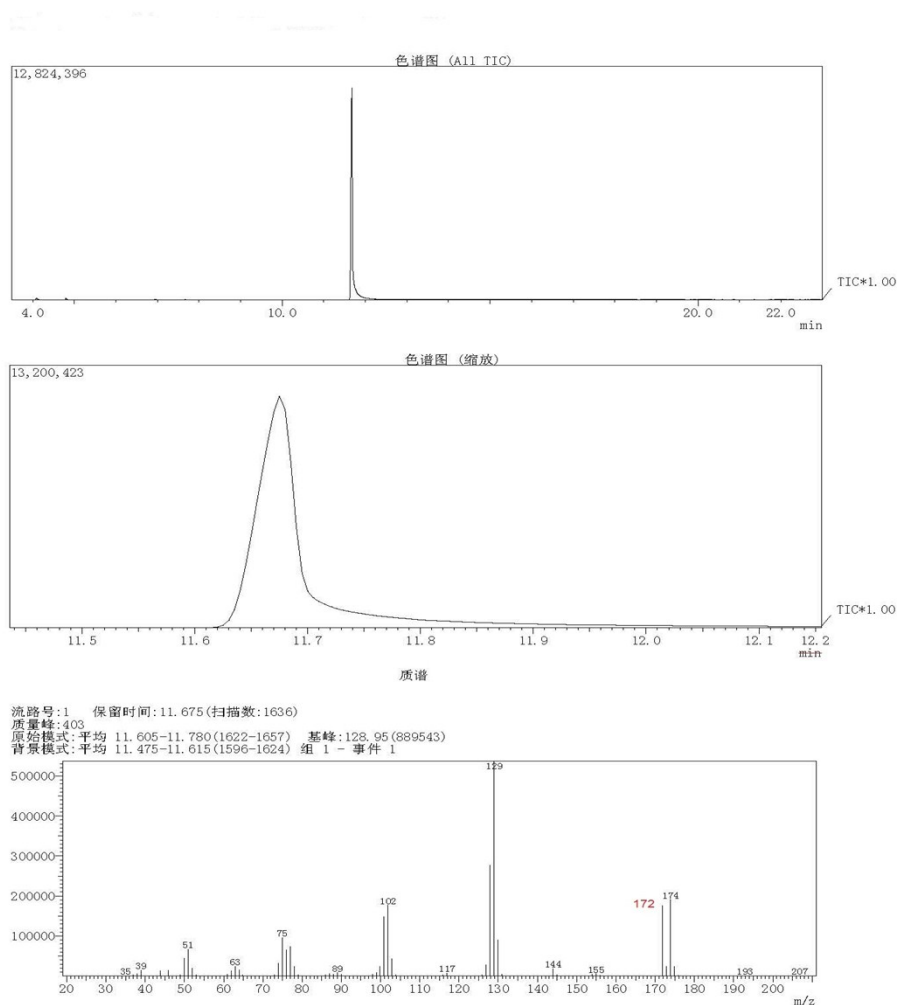 色谱图 (All TIC)
12,824,396
TIC*1.00
4.0 10.0 20.0 22.0
min
色谱图 (缩放)
13,200,423
TIC*1.00
11.5 11.6 11.7 11.8 11.9 12.0 12.1 12.2
min
质谱
流路号:1 保留时间:11.675(扫描数:1636)
质量峰:403
原始模式:平均 11.605-11.780(1622-1657) 基峰:128.95(889543)
背景模式:平均 11.475-11.615(1596-1624) 组 1 - 事件 1
500000
400000
300000
200000
100000
129
172
174
102
75
51
63
35
39
89
117
144
155
193
207
20 30 40 50 60 70 80 90 100 110 120 130 140 150 160 170 180 190 200
m/z